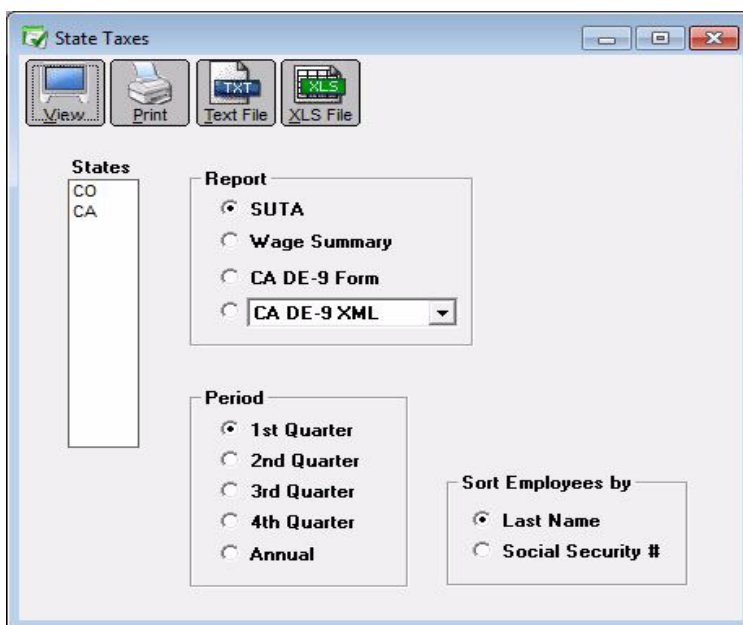 State Taxes
View
Print
TXT
Text File
XLS
XLS File
States
CO
CA
Report
SUTA
Wage Summary
CA DE-9 Form
CA DE-9 XML
Period
1st Quarter
2nd Quarter
3rd Quarter
4th Quarter
Annual
Sort Employees by
Last Name
Social Security #